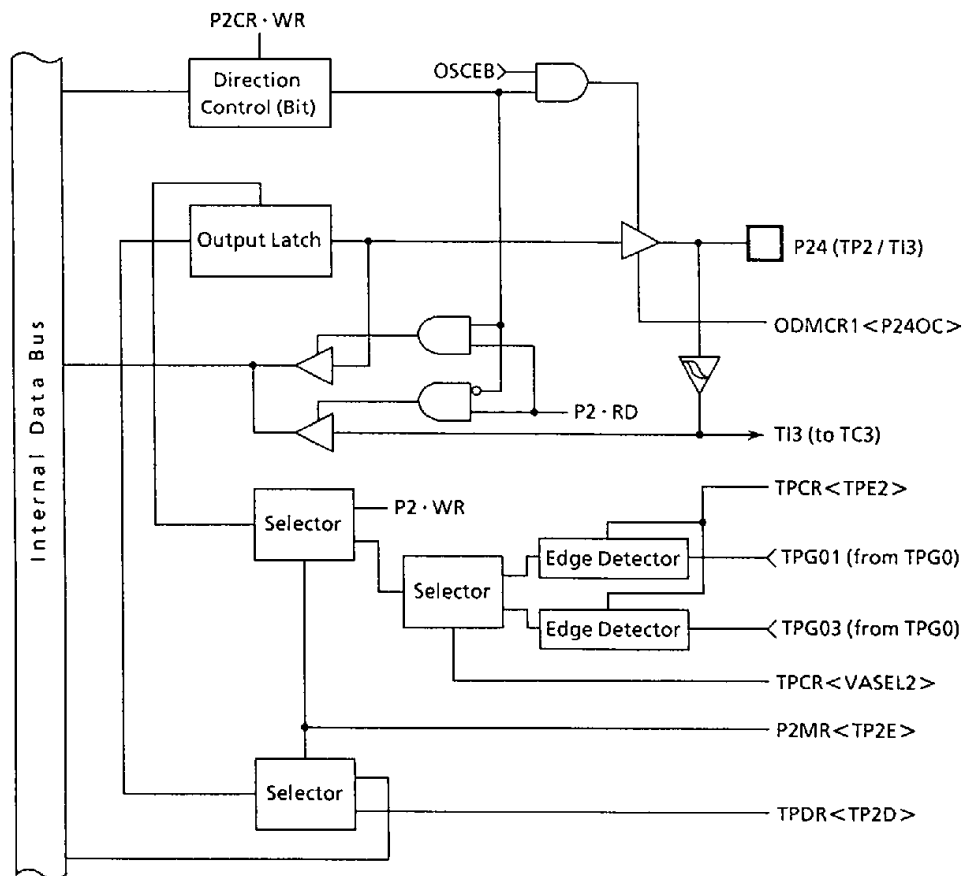 P2CR · WR
OSCEB
Direction
Control (Bit)
Output Latch
P24 (TP2 / TI3)
ODMCR1<P24OC>
P2 · RD
TI3 (to TC3)
Internal Data Bus
TPCR<TPE2>
P2 · WR
Selector
Edge Detector
TPG01 (from TPG0)
Selector
Edge Detector
TPG03 (from TPG0)
TPCR<VASEL2>
P2MR<TP2E>
Selector
TPDR<TP2D>